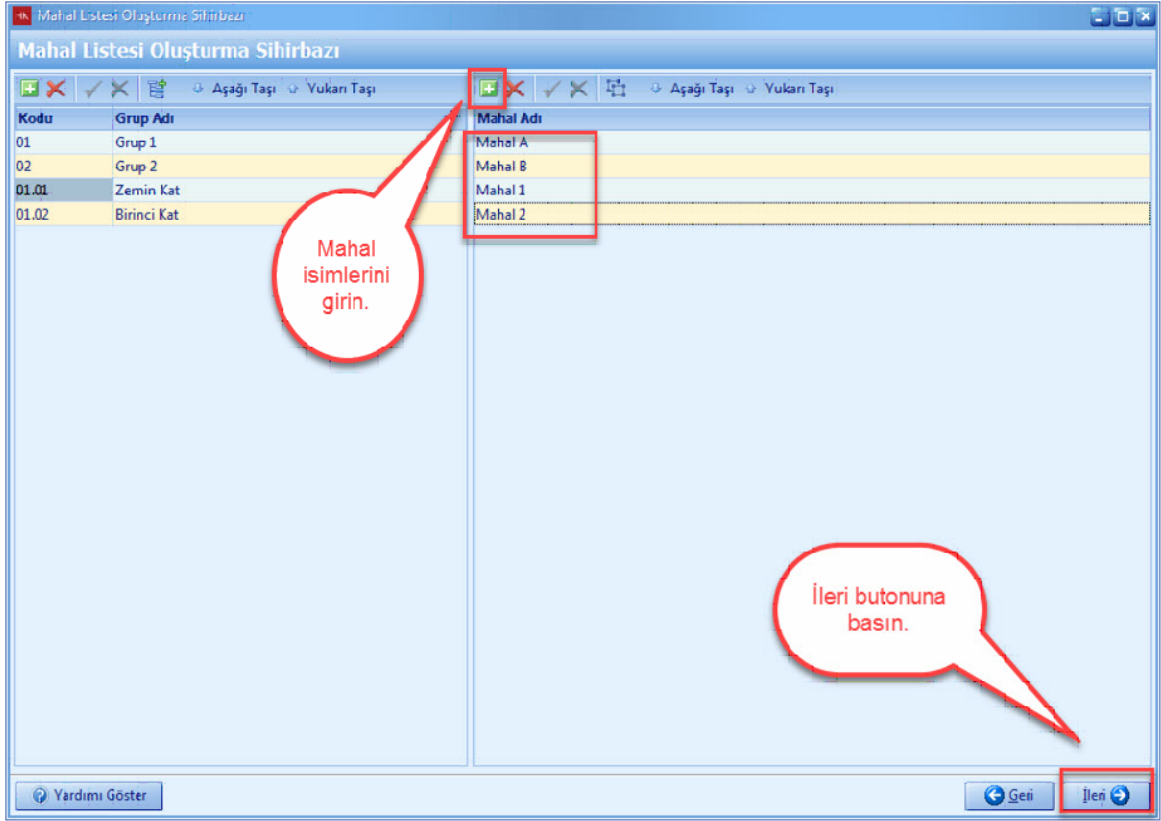 Mahal Listesi Oluşturma Sihirbazı
Mahal Listesi Oluşturma Sihirbazı
Aşağı Taşı Yukarı Taşı
Aşağı Taşı Yukarı Taşı
Kodu Grup Adı
01 Grup 1
02 Grup 2
01.01 Zemin Kat
01.02 Birinci Kat
Mahal Adı
Mahal A
Mahal B
Mahal 1
Mahal 2
Mahal
isimlerini
girin.
İleri butonuna
basın.
Yardımı Göster
Geri
İleri